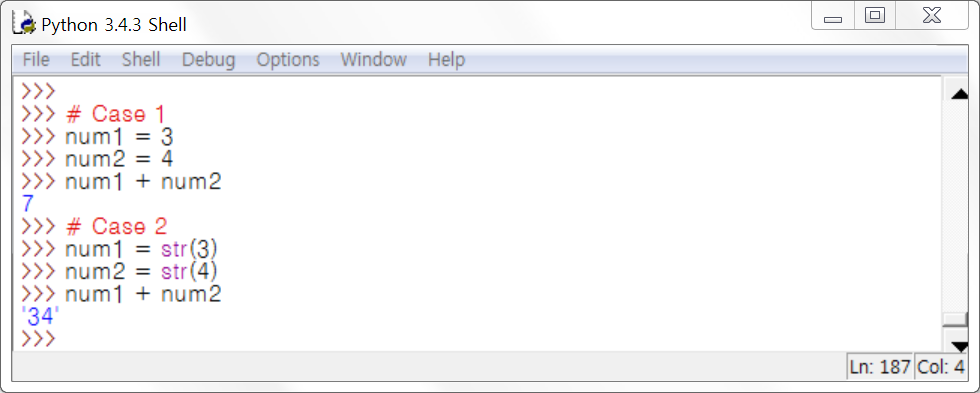 Python 3.4.3 Shell
File Edit Shell Debug Options Window Help
>>>
>>> # Case 1
>>> num1 = 3
>>> num2 = 4
>>> num1 + num2
7
>>> # Case 2
>>> num1 = str(3)
>>> num2 = str(4)
>>> num1 + num2
'34'
>>>
Ln: 187 Col: 4